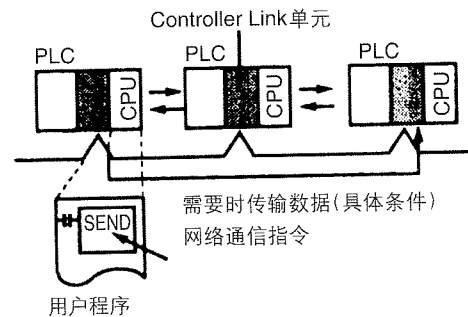 Controller Link单元
PLC
PLC
PLC
CPU
CPU
CPU
需要时传输数据(具体条件)
网络通信指令
SEND
用户程序